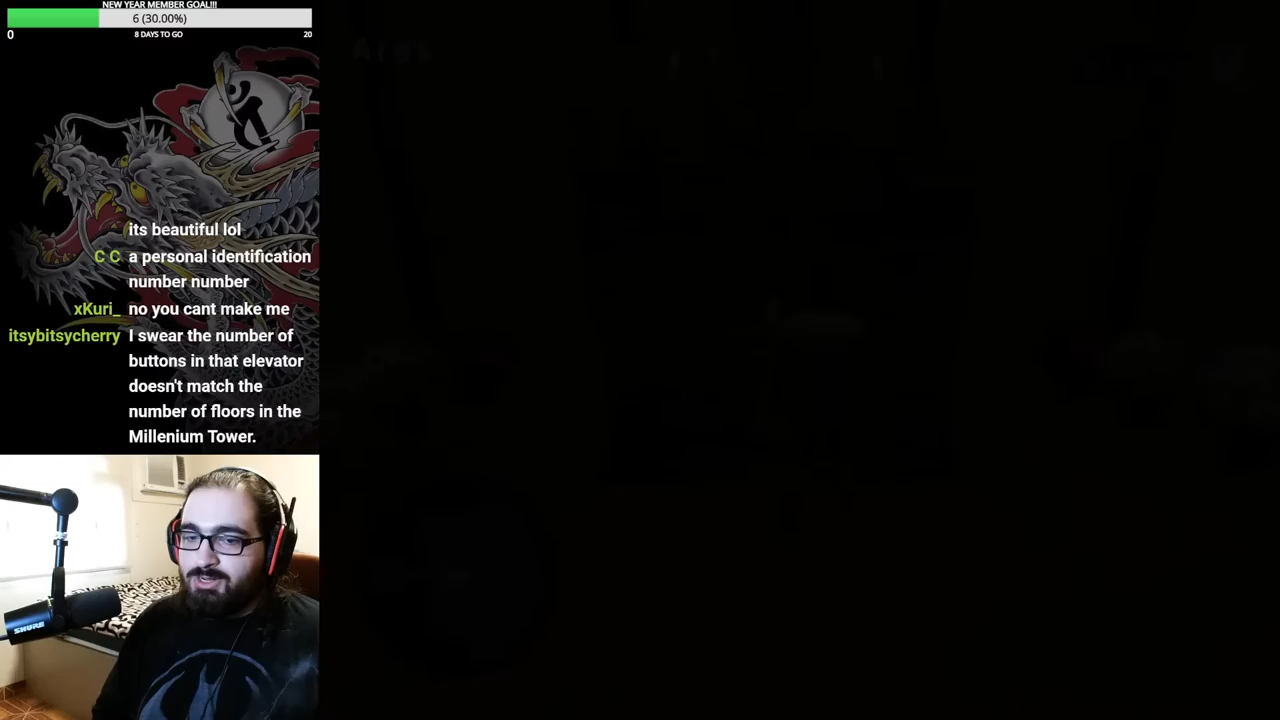 NEW YEAR MEMBER GOAL!!!
6 (30.00%)
0 8 DAYS TO GO 20
its beautiful lol
C C a personal identification
number number
xKuri_ no you cant make me
itsybitsycherry I swear the number of
buttons in that elevator
doesn't match the
number of floors in the
Millenium Tower.
SHURE